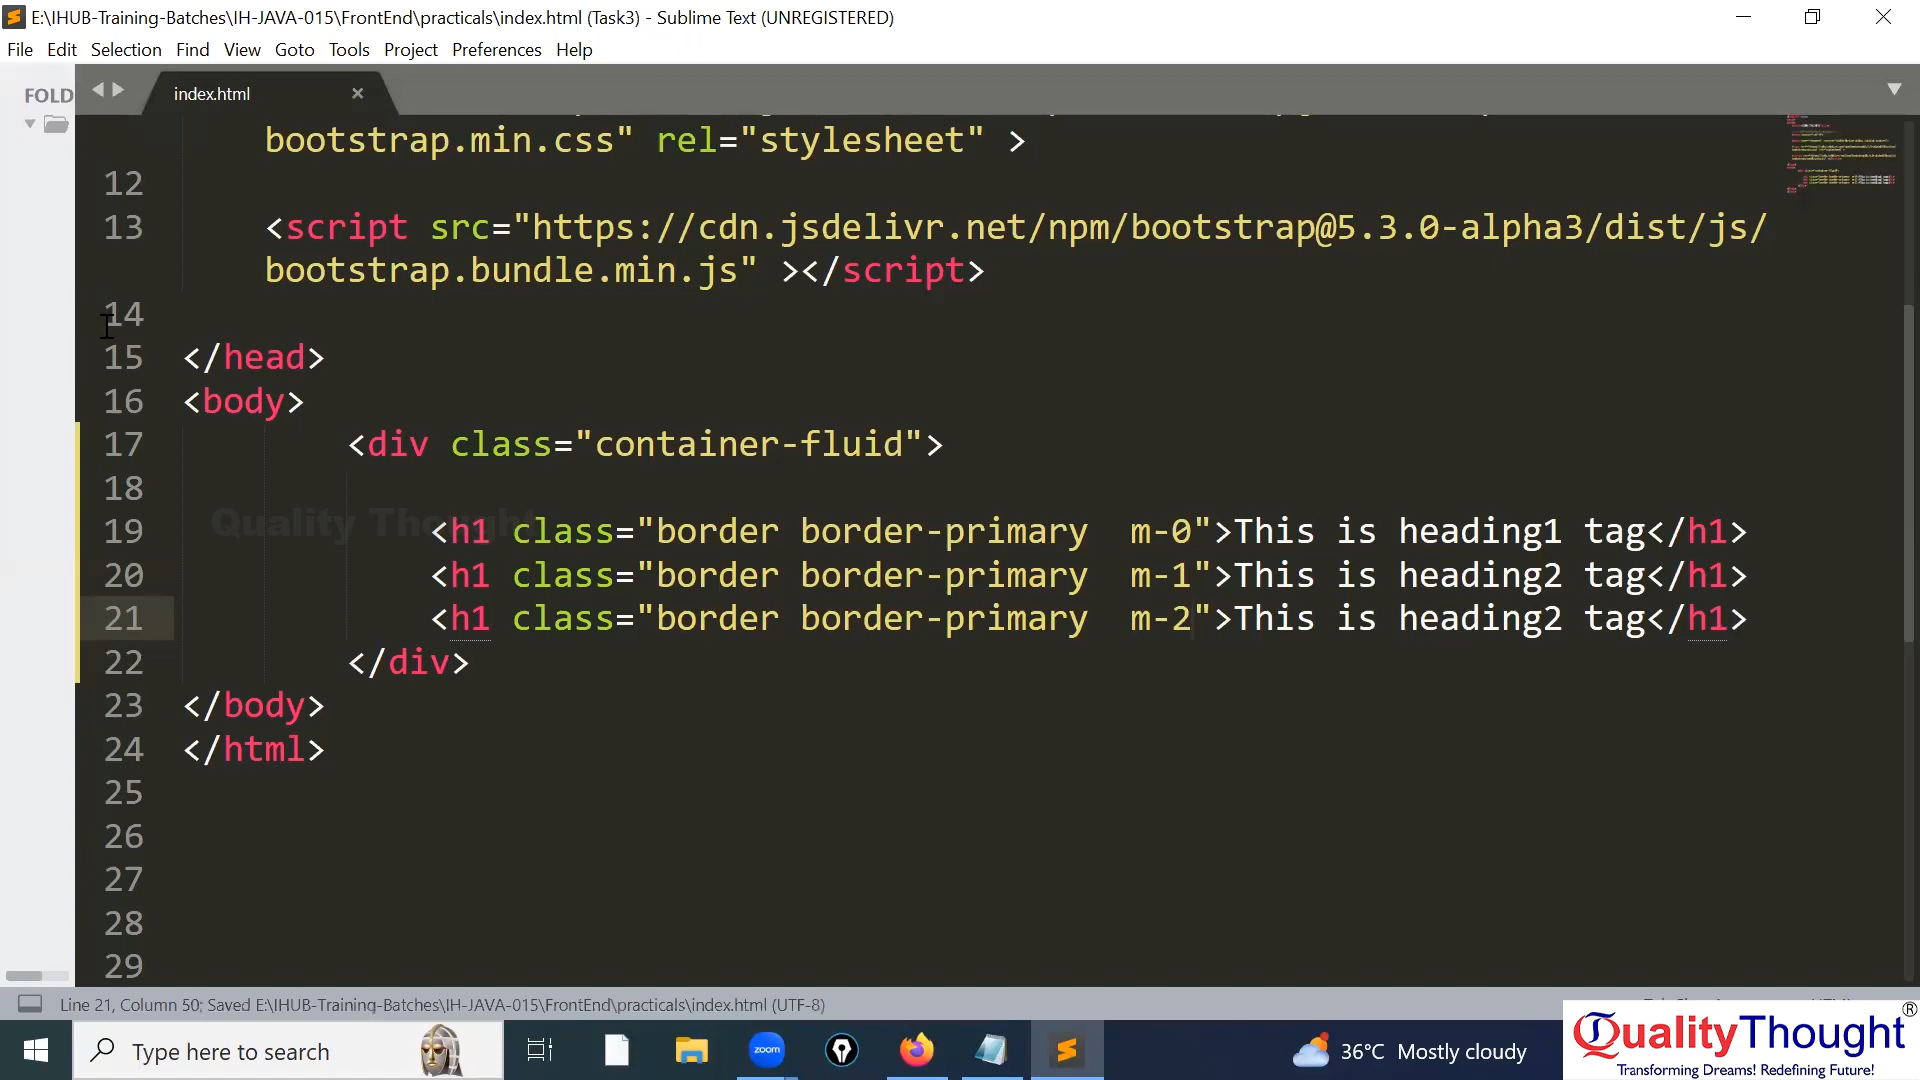 E:\IHUB-Training-Batches\IH-JAVA-015\FrontEnd\practicals\index.html (Task3) - Sublime Text (UNREGISTERED)
File Edit Selection Find View Goto Tools Project Preferences Help
FOLD
index.html
bootstrap.min.css" rel="stylesheet" >
12
13 <script src="https://cdn.jsdelivr.net/npm/bootstrap@5.3.0-alpha3/dist/js/
bootstrap.bundle.min.js" ></script>
14
15 </head>
16 <body>
17 <div class="container-fluid">
18
Quality Thought
19 <h1 class="border border-primary  m-0">This is heading1 tag</h1>
20 <h1 class="border border-primary  m-1">This is heading2 tag</h1>
21 <h1 class="border border-primary  m-2">This is heading2 tag</h1>
22 </div>
23 </body>
24 </html>
25
26
27
28
29
Line 21, Column 50; Saved E:\IHUB-Training-Batches\IH-JAVA-015\FrontEnd\practicals\index.html (UTF-8)
Type here to search
zoom
36°C Mostly cloudy
QualityThought®
Transforming Dreams! Redefining Future!